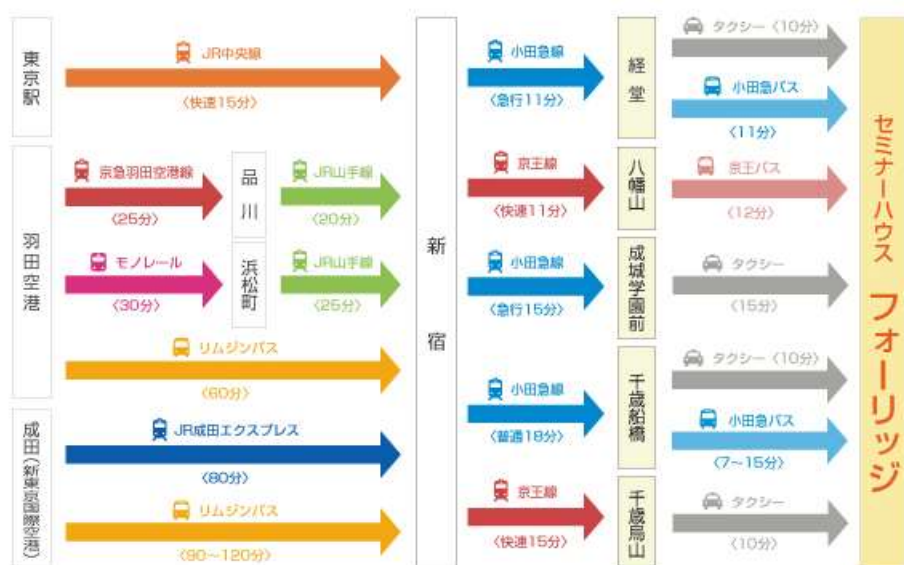 東京駅
JR中央線
〈快速15分〉
羽田空港
京急羽田空港線
〈25分〉
品川
JR山手線
〈20分〉
モノレール
〈30分〉
浜松町
JR山手線
〈25分〉
リムジンバス
〈60分〉
成田(新東京国際空港)
JR成田エクスプレス
〈80分〉
リムジンバス
〈90～120分〉
新宿
小田急線
〈急行11分〉
経堂
タクシー〈10分〉
小田急バス
〈11分〉
京王線
〈快速11分〉
八幡山
京王バス
〈12分〉
小田急線
〈急行15分〉
成城学園前
タクシー
〈15分〉
小田急線
〈普通18分〉
千歳船橋
タクシー〈10分〉
小田急バス
〈7～15分〉
京王線
〈快速15分〉
千歳烏山
タクシー
〈10分〉
セミナーハウス フォーリッジ